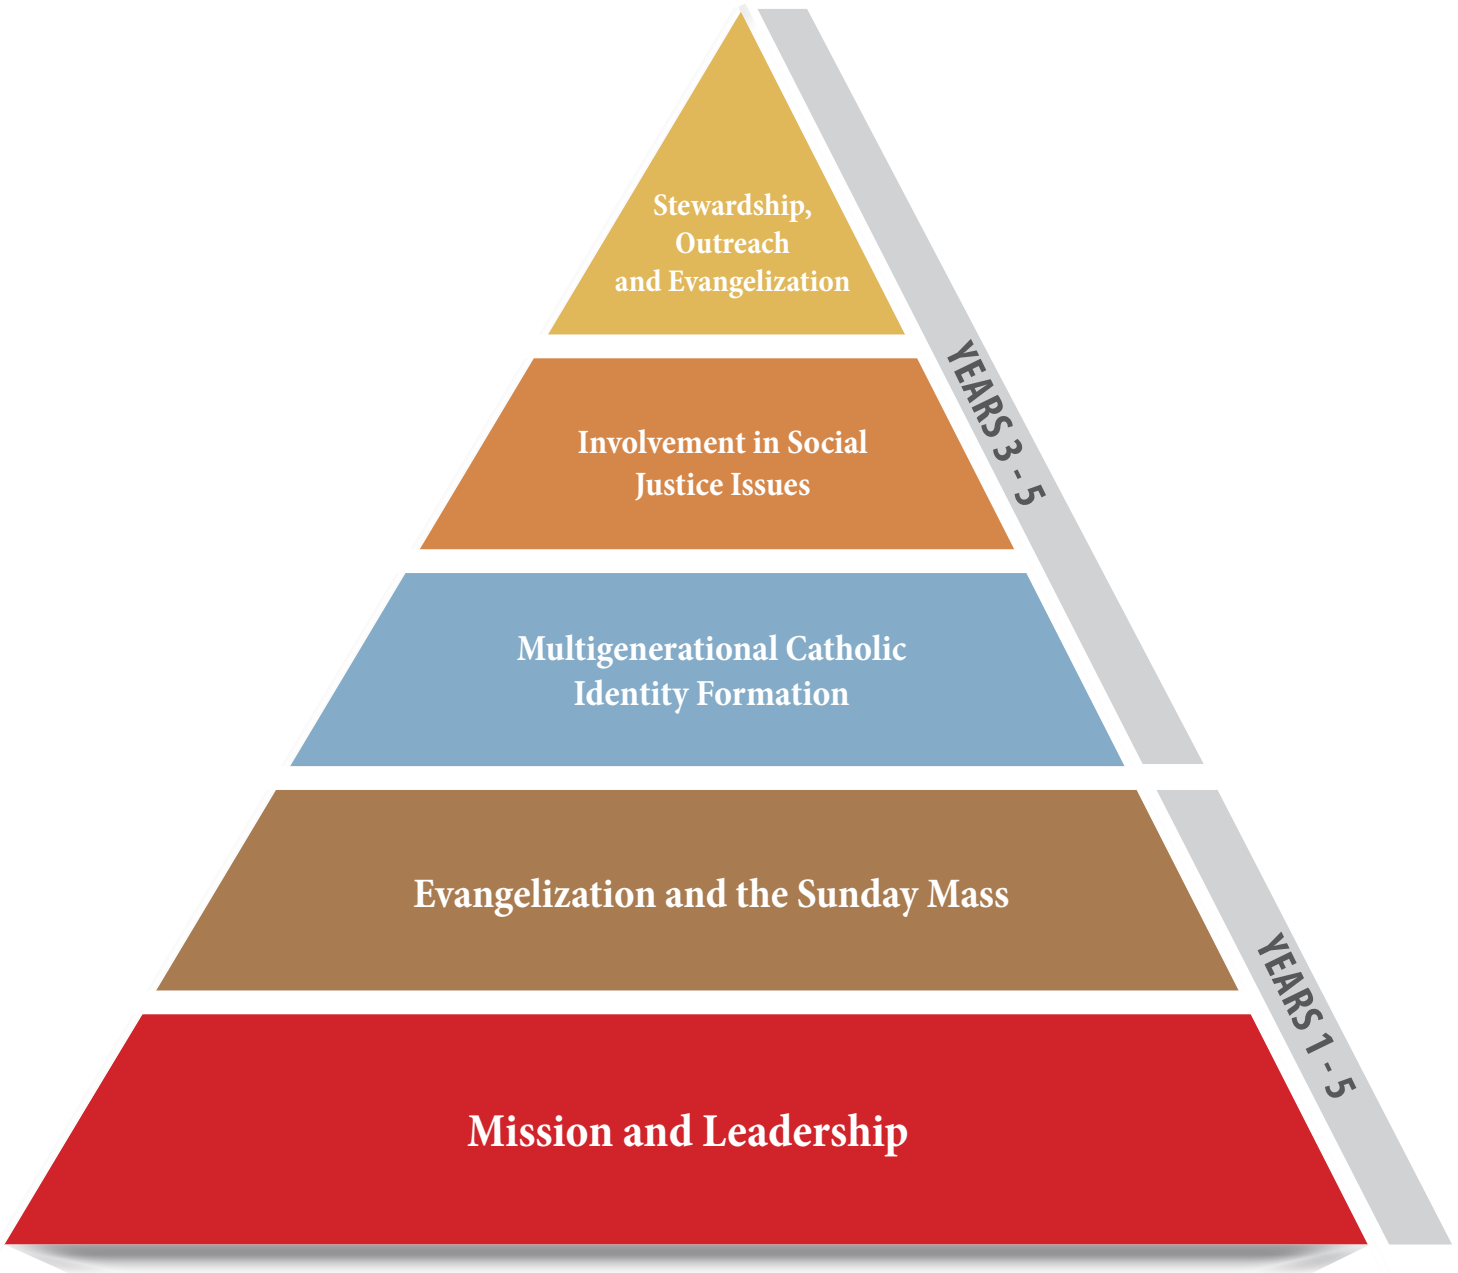 Stewardship,
Outreach
and Evangelization
Involvement in Social
Justice Issues
YEARS 3 - 5
Multigenerational Catholic
Identity Formation
Evangelization and the Sunday Mass
YEARS 1 - 5
Mission and Leadership